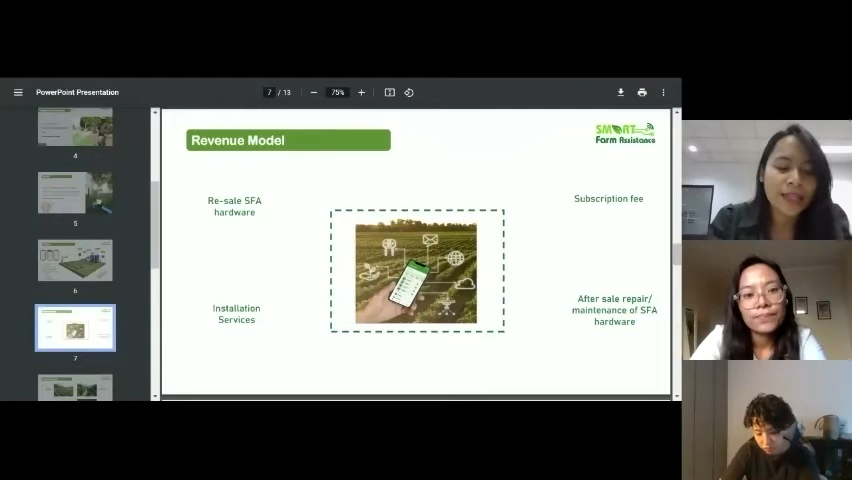 PowerPoint Presentation
7 / 13
75%
4
5
6
7
Revenue Model
SMART
Farm Assistance
Re-sale SFA
hardware
Subscription fee
Installation
Services
After sale repair/
maintenance of SFA
hardware